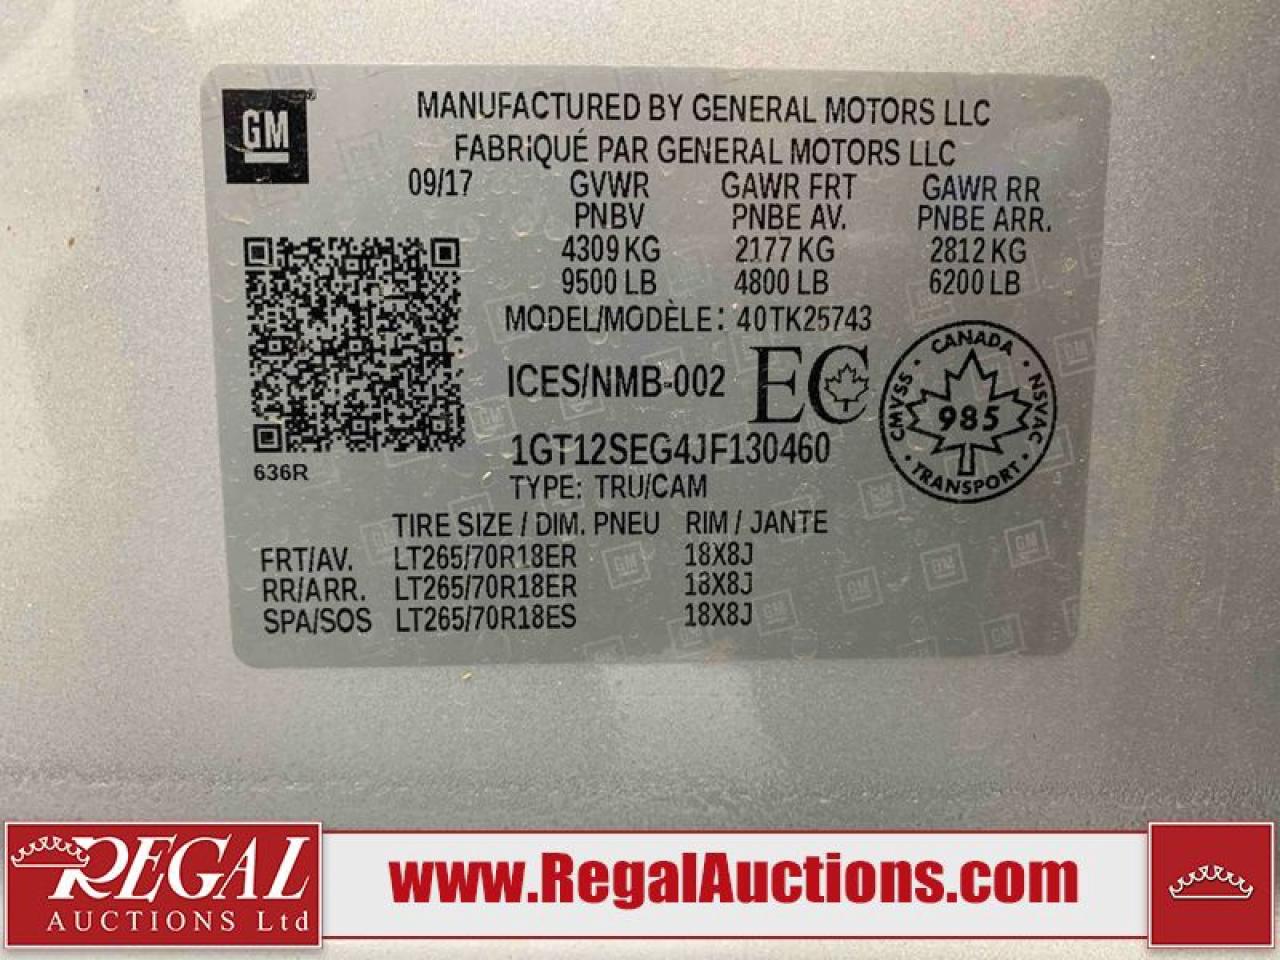 GM
MANUFACTURED BY GENERAL MOTORS LLC
FABRIQUÉ PAR GENERAL MOTORS LLC
09/17 GVWR GAWR FRT GAWR RR
PNBV PNBE AV. PNBE ARR.
4309 KG 2177 KG 2812 KG
9500 LB 4800 LB 6200 LB
MODEL/MODÈLE: 40TK25743
ICES/NMB-002 EC
CANADA
CMVSS 985 NSVAC
TRANSPORT
1GT12SEG4JF130460
636R
TYPE: TRU/CAM
TIRE SIZE / DIM. PNEU RIM / JANTE
FRT/AV. LT265/70R18ER 18X8J
RR/ARR. LT265/70R18ER 18X8J
SPA/SOS LT265/70R18ES 18X8J
REGAL
AUCTIONS Ltd
www.RegalAuctions.com